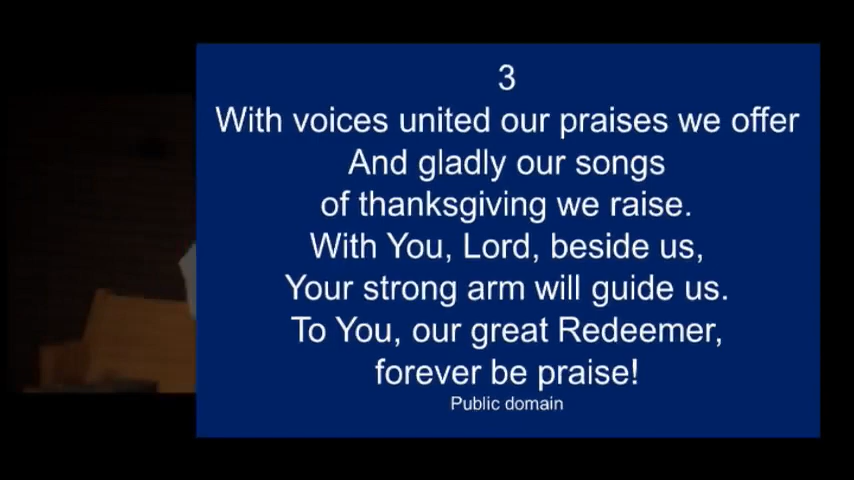 3
With voices united our praises we offer
And gladly our songs
of thanksgiving we raise.
With You, Lord, beside us,
Your strong arm will guide us.
To You, our great Redeemer,
forever be praise!
Public domain